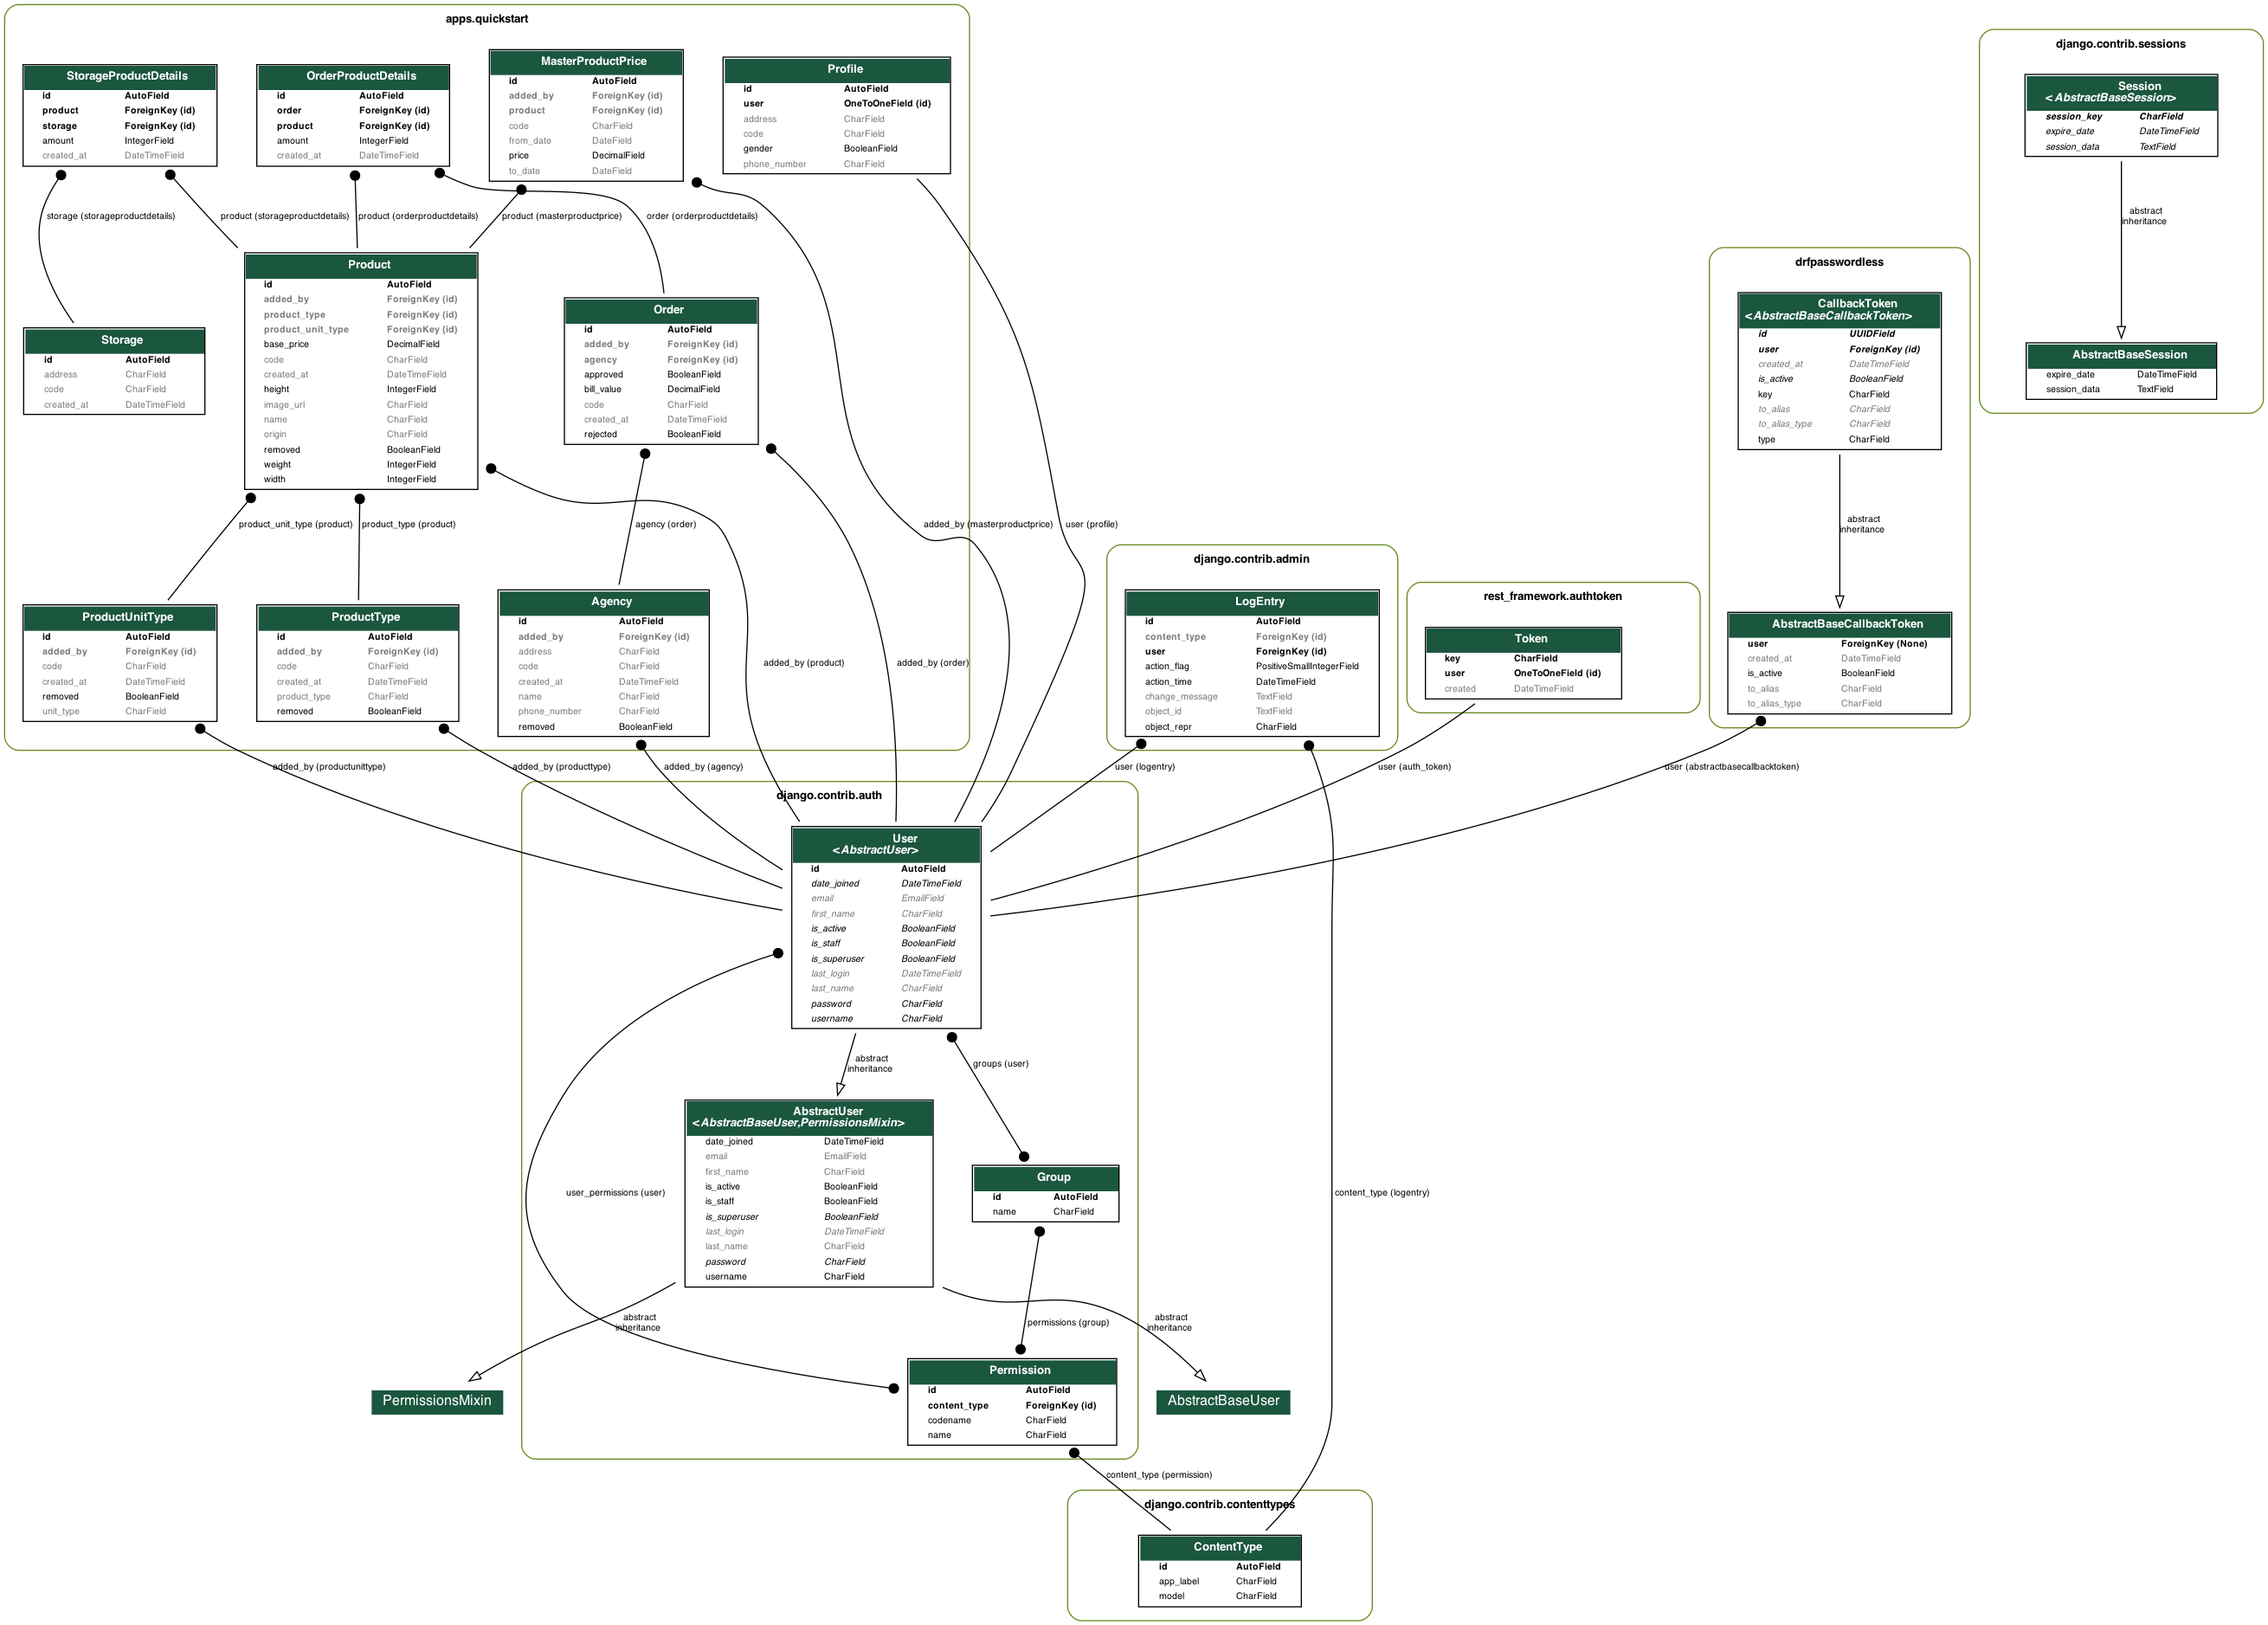 apps.quickstart
StorageProductDetails
id AutoField
product ForeignKey (id)
storage ForeignKey (id)
amount IntegerField
created_at DateTimeField
OrderProductDetails
id AutoField
order ForeignKey (id)
product ForeignKey (id)
amount IntegerField
created_at DateTimeField
MasterProductPrice
id AutoField
added_by ForeignKey (id)
product ForeignKey (id)
code CharField
from_date DateField
price DecimalField
to_date DateField
Profile
id AutoField
user OneToOneField (id)
address CharField
code CharField
gender BooleanField
phone_number CharField
storage (storageproductdetails)
product (storageproductdetails)
product (orderproductdetails)
product (masterproductprice)
order (orderproductdetails)
Product
id AutoField
added_by ForeignKey (id)
product_type ForeignKey (id)
product_unit_type ForeignKey (id)
base_price DecimalField
code CharField
created_at DateTimeField
height IntegerField
image_url CharField
name CharField
origin CharField
removed BooleanField
weight IntegerField
width IntegerField
Storage
id AutoField
address CharField
code CharField
created_at DateTimeField
Order
id AutoField
added_by ForeignKey (id)
agency ForeignKey (id)
approved BooleanField
bill_value DecimalField
code CharField
created_at DateTimeField
rejected BooleanField
product_unit_type (product)
product_type (product)
agency (order)
added_by (masterproductprice)
user (profile)
ProductUnitType
id AutoField
added_by ForeignKey (id)
code CharField
created_at DateTimeField
removed BooleanField
unit_type CharField
ProductType
id AutoField
added_by ForeignKey (id)
code CharField
created_at DateTimeField
product_type CharField
removed BooleanField
Agency
id AutoField
added_by ForeignKey (id)
address CharField
code CharField
created_at DateTimeField
name CharField
phone_number CharField
removed BooleanField
added_by (product)
added_by (order)
django.contrib.admin
LogEntry
id AutoField
content_type ForeignKey (id)
user ForeignKey (id)
action_flag PositiveSmallIntegerField
action_time DateTimeField
change_message TextField
object_id TextField
object_repr CharField
rest_framework.authtoken
Token
key CharField
user OneToOneField (id)
created DateTimeField
drfpasswordless
CallbackToken
<AbstractBaseCallbackToken>
id UUIDField
user ForeignKey (id)
created_at DateTimeField
is_active BooleanField
key CharField
to_alias CharField
to_alias_type CharField
type CharField
abstract
inheritance
AbstractBaseCallbackToken
user ForeignKey (None)
created_at DateTimeField
is_active BooleanField
to_alias CharField
to_alias_type CharField
django.contrib.sessions
Session
<AbstractBaseSession>
session_key CharField
expire_date DateTimeField
session_data TextField
abstract
inheritance
AbstractBaseSession
expire_date DateTimeField
session_data TextField
added_by (productunittype)
added_by (producttype)
added_by (agency)
user (logentry)
user (auth_token)
user (abstractbasecallbacktoken)
django.contrib.auth
User
<AbstractUser>
id AutoField
date_joined DateTimeField
email EmailField
first_name CharField
is_active BooleanField
is_staff BooleanField
is_superuser BooleanField
last_login DateTimeField
last_name CharField
password CharField
username CharField
abstract
inheritance
groups (user)
AbstractUser
<AbstractBaseUser,PermissionsMixin>
date_joined DateTimeField
email EmailField
first_name CharField
is_active BooleanField
is_staff BooleanField
is_superuser BooleanField
last_login DateTimeField
last_name CharField
password CharField
username CharField
Group
id AutoField
name CharField
user_permissions (user)
content_type (logentry)
abstract
inheritance
permissions (group)
abstract
inheritance
PermissionsMixin
Permission
id AutoField
content_type ForeignKey (id)
codename CharField
name CharField
AbstractBaseUser
content_type (permission)
django.contrib.contenttypes
ContentType
id AutoField
app_label CharField
model CharField